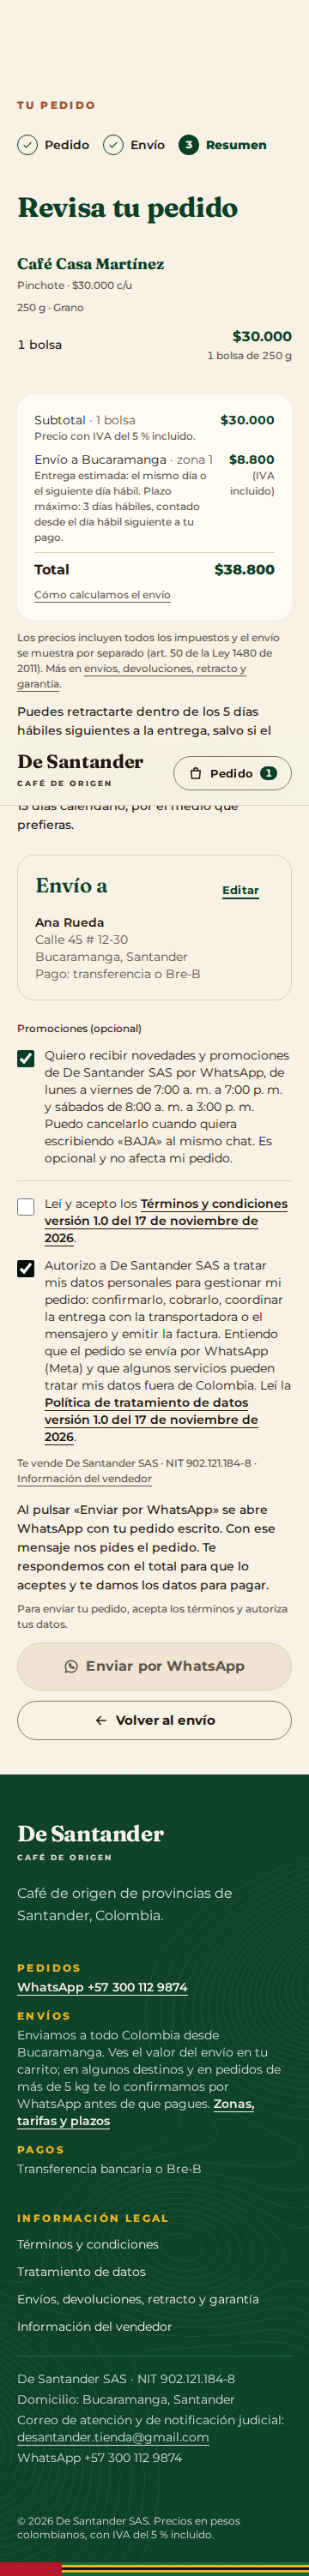 TU PEDIDO
Pedido
Envío
3 Resumen
Revisa tu pedido
Café Casa Martínez
Pinchote · $30.000 c/u
250 g · Grano
1 bolsa
$30.000
1 bolsa de 250 g
Subtotal · 1 bolsa
$30.000
Precio con IVA del 5 % incluido.
Envío a Bucaramanga · zona 1
$8.800
(IVA
incluido)
Entrega estimada: el mismo día o
el siguiente día hábil. Plazo
máximo: 3 días hábiles, contado
desde el día hábil siguiente a tu
pago.
Total
$38.800
Cómo calculamos el envío
Los precios incluyen todos los impuestos y el envío
se muestra por separado (art. 50 de la Ley 1480 de
2011). Más en envíos, devoluciones, retracto y
garantía.
Puedes retractarte dentro de los 5 días
hábiles siguientes a la entrega, salvo si el
De Santander
CAFÉ DE ORIGEN
Pedido 1
15 días calendario, por el medio que
prefieras.
Envío a
Editar
Ana Rueda
Calle 45 # 12-30
Bucaramanga, Santander
Pago: transferencia o Bre-B
Promociones (opcional)
Quiero recibir novedades y promociones
de De Santander SAS por WhatsApp, de
lunes a viernes de 7:00 a. m. a 7:00 p. m.
y sábados de 8:00 a. m. a 3:00 p. m.
Puedo cancelarlo cuando quiera
escribiendo «BAJA» al mismo chat. Es
opcional y no afecta mi pedido.
Leí y acepto los Términos y condiciones
versión 1.0 del 17 de noviembre de
2026.
Autorizo a De Santander SAS a tratar
mis datos personales para gestionar mi
pedido: confirmarlo, cobrarlo, coordinar
la entrega con la transportadora o el
mensajero y emitir la factura. Entiendo
que el pedido se envía por WhatsApp
(Meta) y que algunos servicios pueden
tratar mis datos fuera de Colombia. Leí la
Política de tratamiento de datos
versión 1.0 del 17 de noviembre de
2026.
Te vende De Santander SAS · NIT 902.121.184-8 ·
Información del vendedor
Al pulsar «Enviar por WhatsApp» se abre
WhatsApp con tu pedido escrito. Con ese
mensaje nos pides el pedido. Te
respondemos con el total para que lo
aceptes y te damos los datos para pagar.
Para enviar tu pedido, acepta los términos y autoriza
tus datos.
Enviar por WhatsApp
Volver al envío
De Santander
CAFÉ DE ORIGEN
Café de origen de provincias de
Santander, Colombia.
PEDIDOS
WhatsApp +57 300 112 9874
ENVÍOS
Enviamos a todo Colombia desde
Bucaramanga. Ves el valor del envío en tu
carrito; en algunos destinos y en pedidos de
más de 5 kg te lo confirmamos por
WhatsApp antes de que pagues. Zonas,
tarifas y plazos
PAGOS
Transferencia bancaria o Bre-B
INFORMACIÓN LEGAL
Términos y condiciones
Tratamiento de datos
Envíos, devoluciones, retracto y garantía
Información del vendedor
De Santander SAS · NIT 902.121.184-8
Domicilio: Bucaramanga, Santander
Correo de atención y de notificación judicial:
desantander.tienda@gmail.com
WhatsApp +57 300 112 9874
© 2026 De Santander SAS. Precios en pesos
colombianos, con IVA del 5 % incluido.